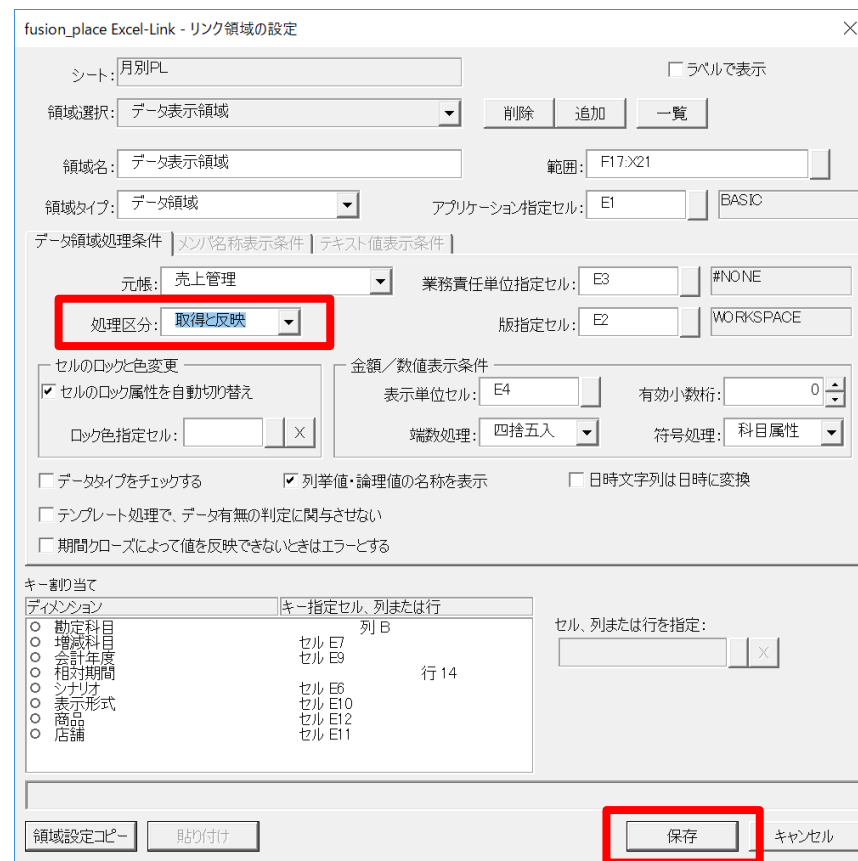 fusion_place Excel-Link - リンク領域の設定
シート: 月別PL ラベルで表示
領域選択: データ表示領域 削除 追加 一覧
領域名: データ表示領域 範囲: F17:X21
領域タイプ: データ領域 アプリケーション指定セル: E1 BASIC
データ領域処理条件 メンバ名称表示条件 テキスト値表示条件
元帳: 売上管理 業務責任単位指定セル: E3 #NONE
処理区分: 取得と反映 版指定セル: E2 WORKSPACE
セルのロックと色変更 金額/数値表示条件
セルのロック属性を自動切り替え 表示単位セル: E4 有効小数桁: 0
ロック色指定セル: X 端数処理: 四捨五入 符号処理: 科目属性
データタイプをチェックする 列挙値・論理値の名称を表示 日時文字列は日時に変換
テンプレート処理で、データ有無の判定に関与させない
期間クローズによって値を反映できないときはエラーとする
キー割り当て
ディメンション キー指定セル、列または行
勘定科目 列 B セル、列または行を指定:
増減科目 セル E7
会計年度 セル E9 X
相対期間 行 14
シナリオ セル E6
表示形式 セル E10
商品 セル E12
店舗 セル E11
領域設定コピー 貼り付け 保存 キャンセル